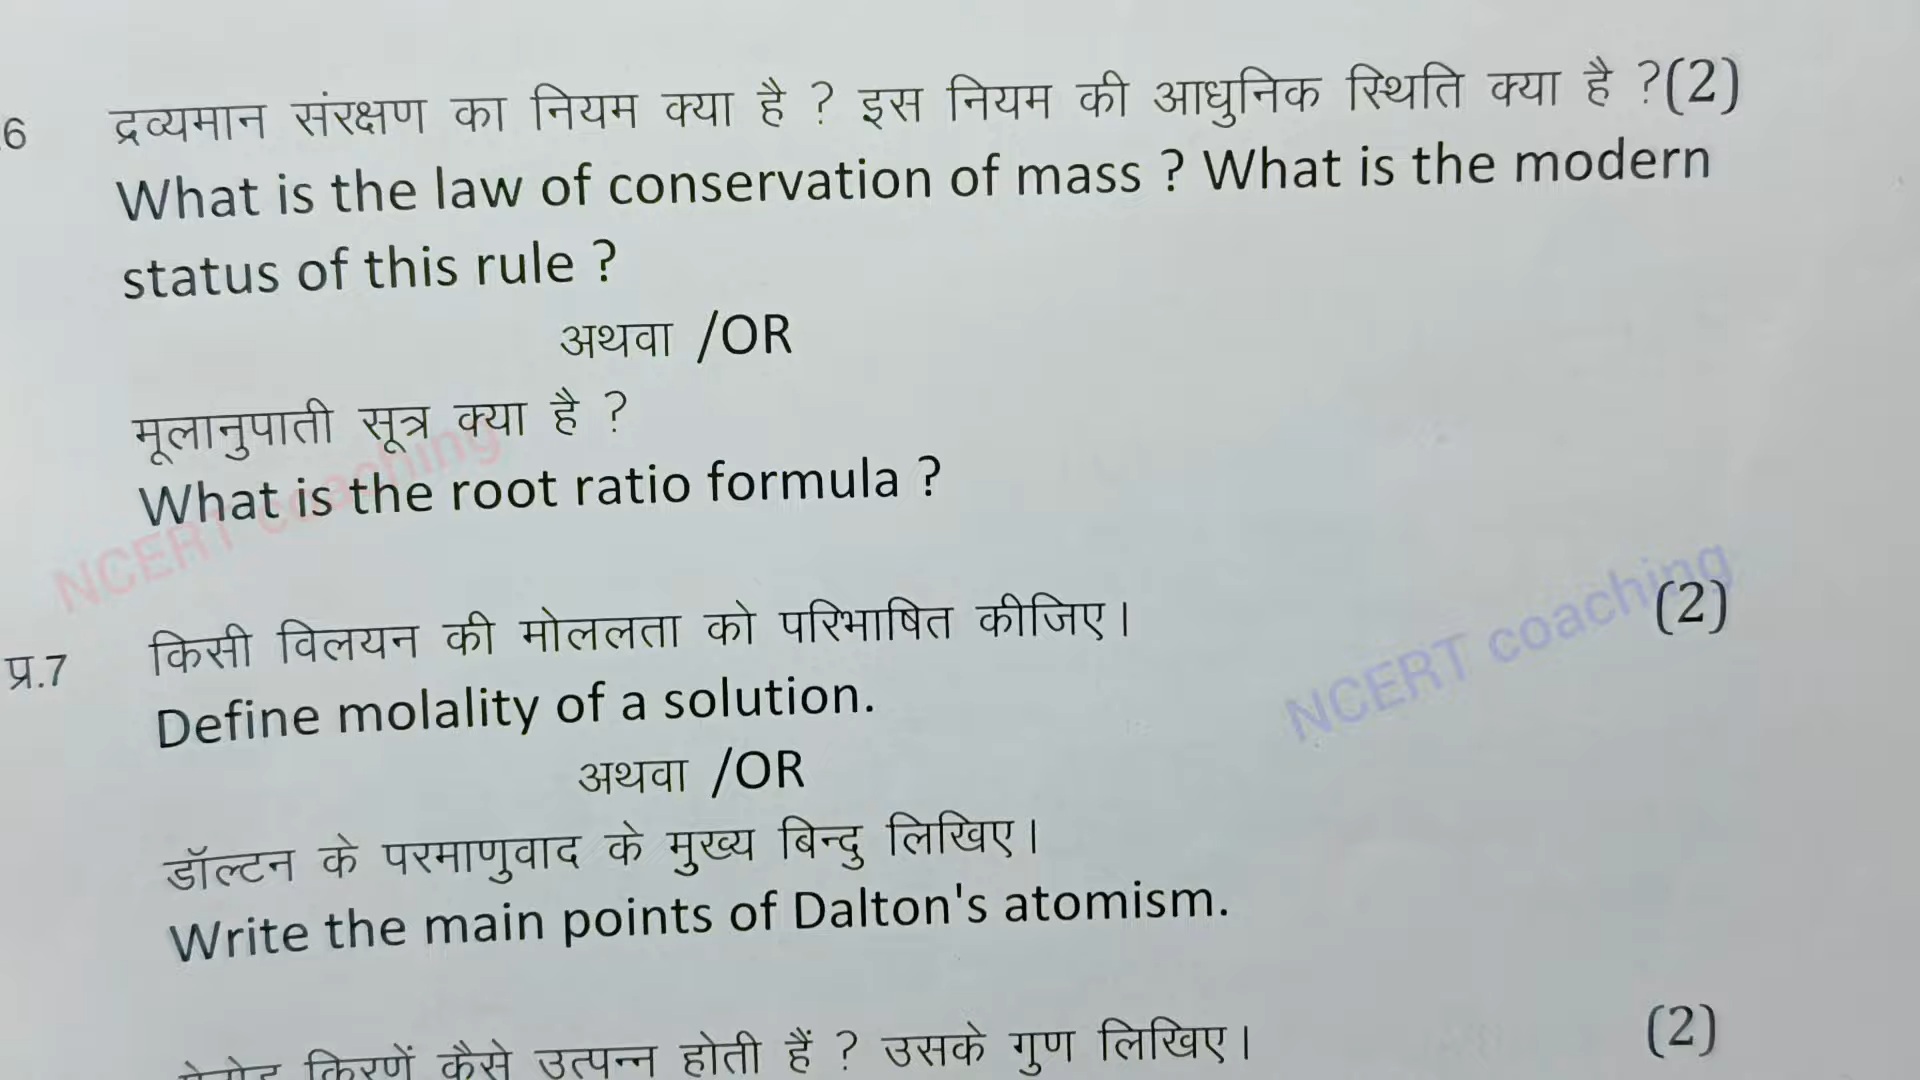 6 द्रव्यमान संरक्षण का नियम क्या है ? इस नियम की आधुनिक स्थिति क्या है ?(2)
What is the law of conservation of mass ? What is the modern
status of this rule ?
अथवा /OR
मूलानुपाती सूत्र क्या है ?
What is the root ratio formula ?
NCERT coaching
प्र.7 किसी विलयन की मोललता को परिभाषित कीजिए। (2)
NCERT coaching
Define molality of a solution.
अथवा /OR
डॉल्टन के परमाणुवाद के मुख्य बिन्दु लिखिए।
Write the main points of Dalton's atomism.
किरणें कैसे उत्पन्न होती हैं ? उसके गुण लिखिए। (2)